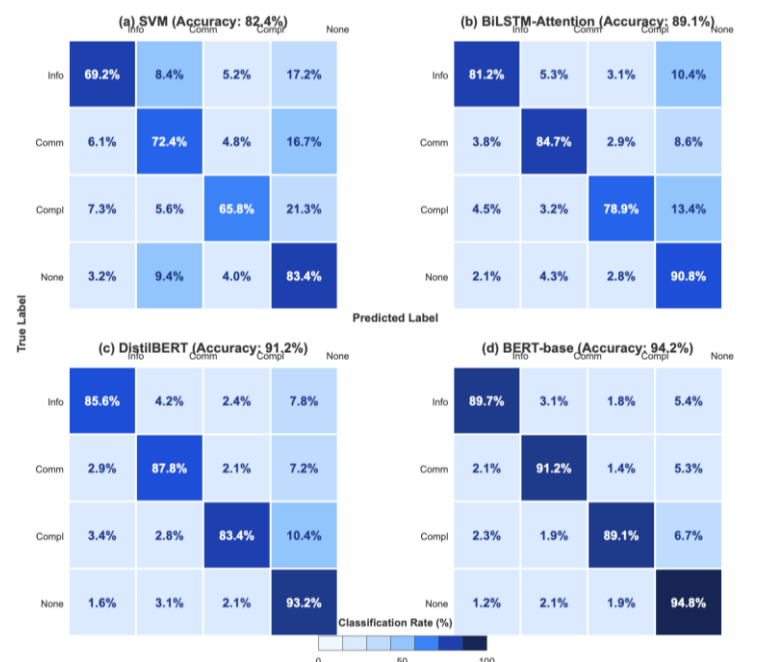 (a) SVM (Accuracy: 82.4%)
Info Comm Compl None
Info 69.2% 8.4% 5.2% 17.2%
Comm 6.1% 72.4% 4.8% 16.7%
Compl 7.3% 5.6% 65.8% 21.3%
None 3.2% 9.4% 4.0% 83.4%
(b) BiLSTM-Attention (Accuracy: 89.1%)
Info Comm Compl None
Info 81.2% 5.3% 3.1% 10.4%
Comm 3.8% 84.7% 2.9% 8.6%
Compl 4.5% 3.2% 78.9% 13.4%
None 2.1% 4.3% 2.8% 90.8%
True Label
Predicted Label
(c) DistilBERT (Accuracy: 91.2%)
Info Comm Compl None
Info 85.6% 4.2% 2.4% 7.8%
Comm 2.9% 87.8% 2.1% 7.2%
Compl 3.4% 2.8% 83.4% 10.4%
None 1.6% 3.1% 2.1% 93.2%
(d) BERT-base (Accuracy: 94.2%)
Info Comm Compl None
Info 89.7% 3.1% 1.8% 5.4%
Comm 2.1% 91.2% 1.4% 5.3%
Compl 2.3% 1.9% 89.1% 6.7%
None 1.2% 2.1% 1.9% 94.8%
Classification Rate (%)
0 50 100